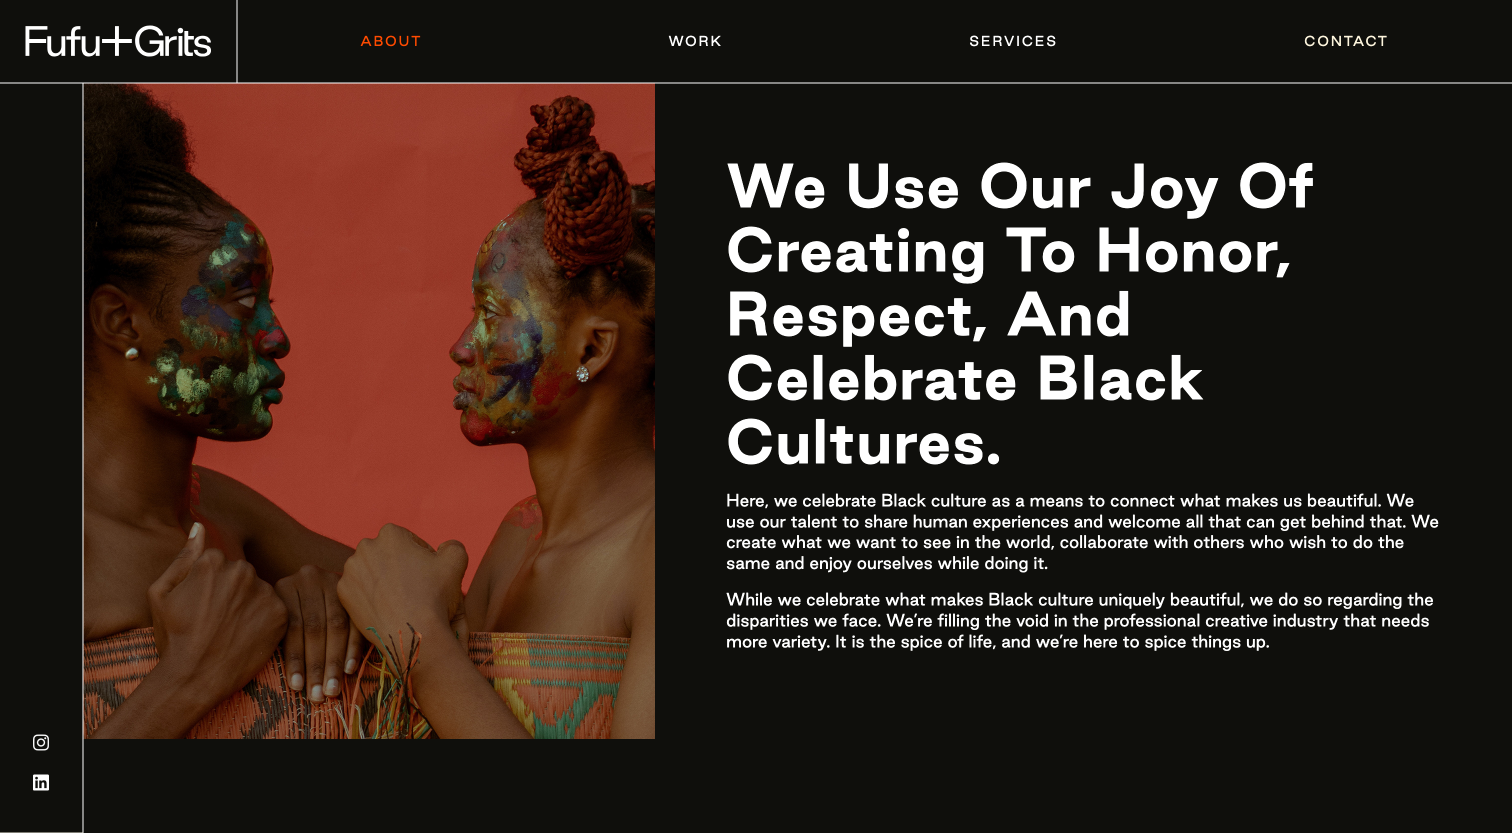 Fufu+Grits
ABOUT
WORK
SERVICES
CONTACT
We Use Our Joy Of
Creating To Honor,
Respect, And
Celebrate Black
Cultures.
Here, we celebrate Black culture as a means to connect what makes us beautiful. We
use our talent to share human experiences and welcome all that can get behind that. We
create what we want to see in the world, collaborate with others who wish to do the
same and enjoy ourselves while doing it.
While we celebrate what makes Black culture uniquely beautiful, we do so regarding the
disparities we face. We’re filling the void in the professional creative industry that needs
more variety. It is the spice of life, and we’re here to spice things up.
in